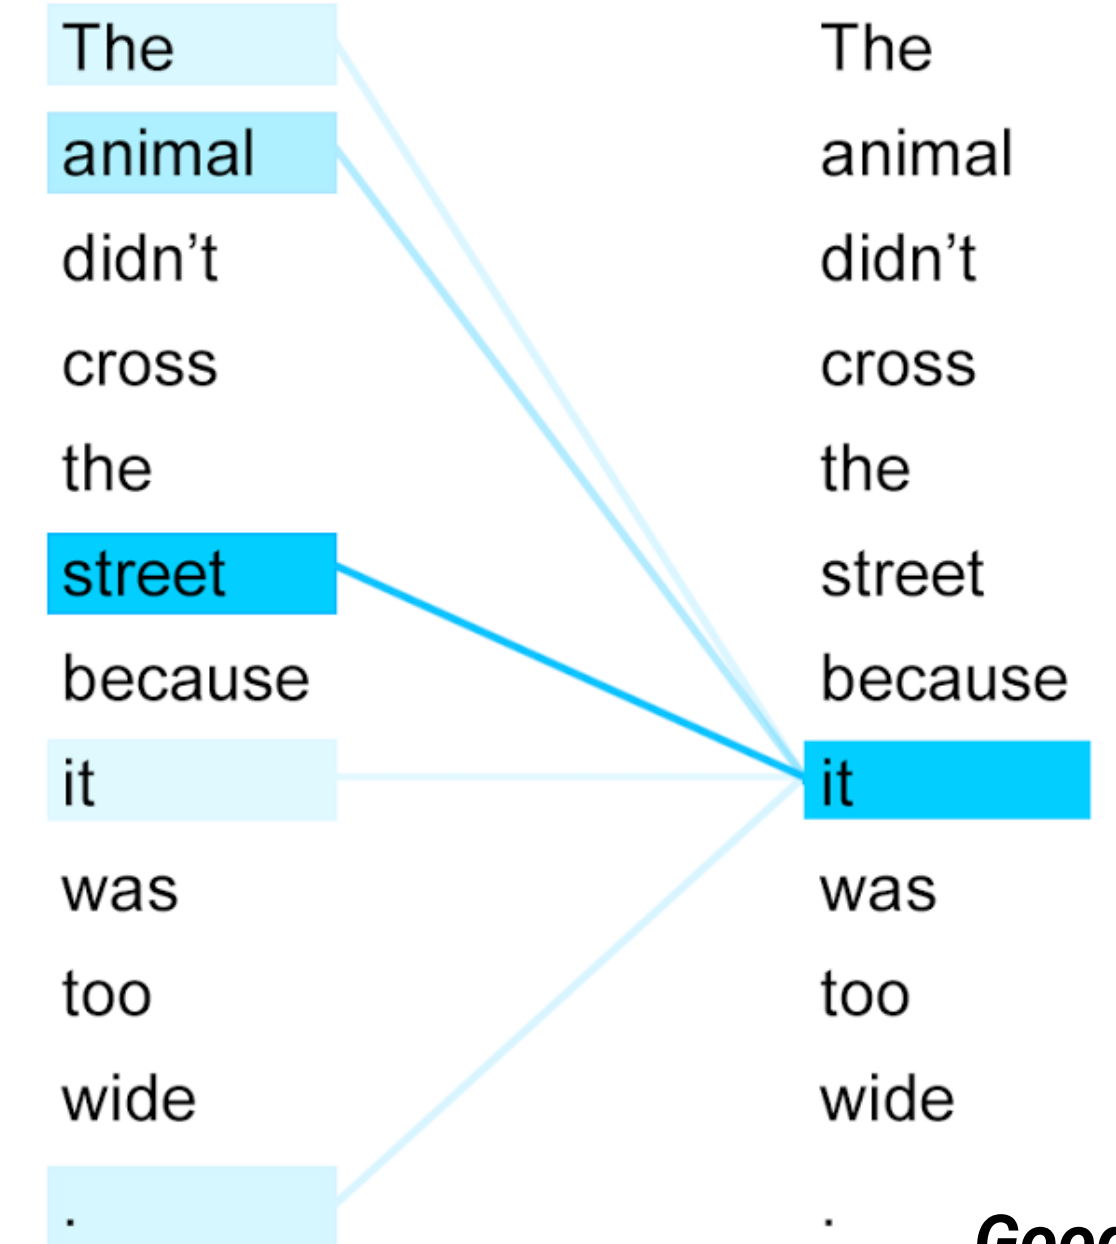 The The
animal animal
didn’t didn’t
cross cross
the the
street street
because because
it it
was was
too too
wide wide
. .